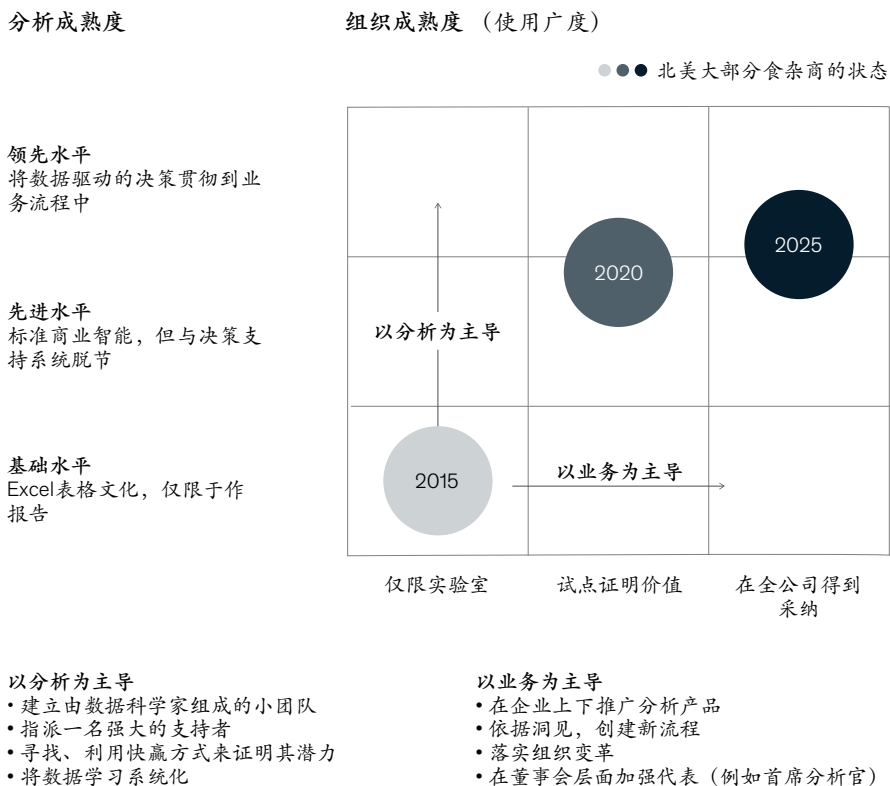 分析成熟度
组织成熟度 （使用广度）
北美大部分食杂商的状态
领先水平
将数据驱动的决策贯彻到业
务流程中
2025
2020
先进水平
标准商业智能，但与决策支
持系统脱节
以分析为主导
基础水平
Excel表格文化，仅限于作
报告
2015
以业务为主导
仅限实验室
试点证明价值
在全公司得到
采纳
以分析为主导
• 建立由数据科学家组成的小团队
• 指派一名强大的支持者
• 寻找、利用快赢方式来证明其潜力
• 将数据学习系统化
以业务为主导
• 在企业上下推广分析产品
• 依据洞见，创建新流程
• 落实组织变革
• 在董事会层面加强代表（例如首席分析官）